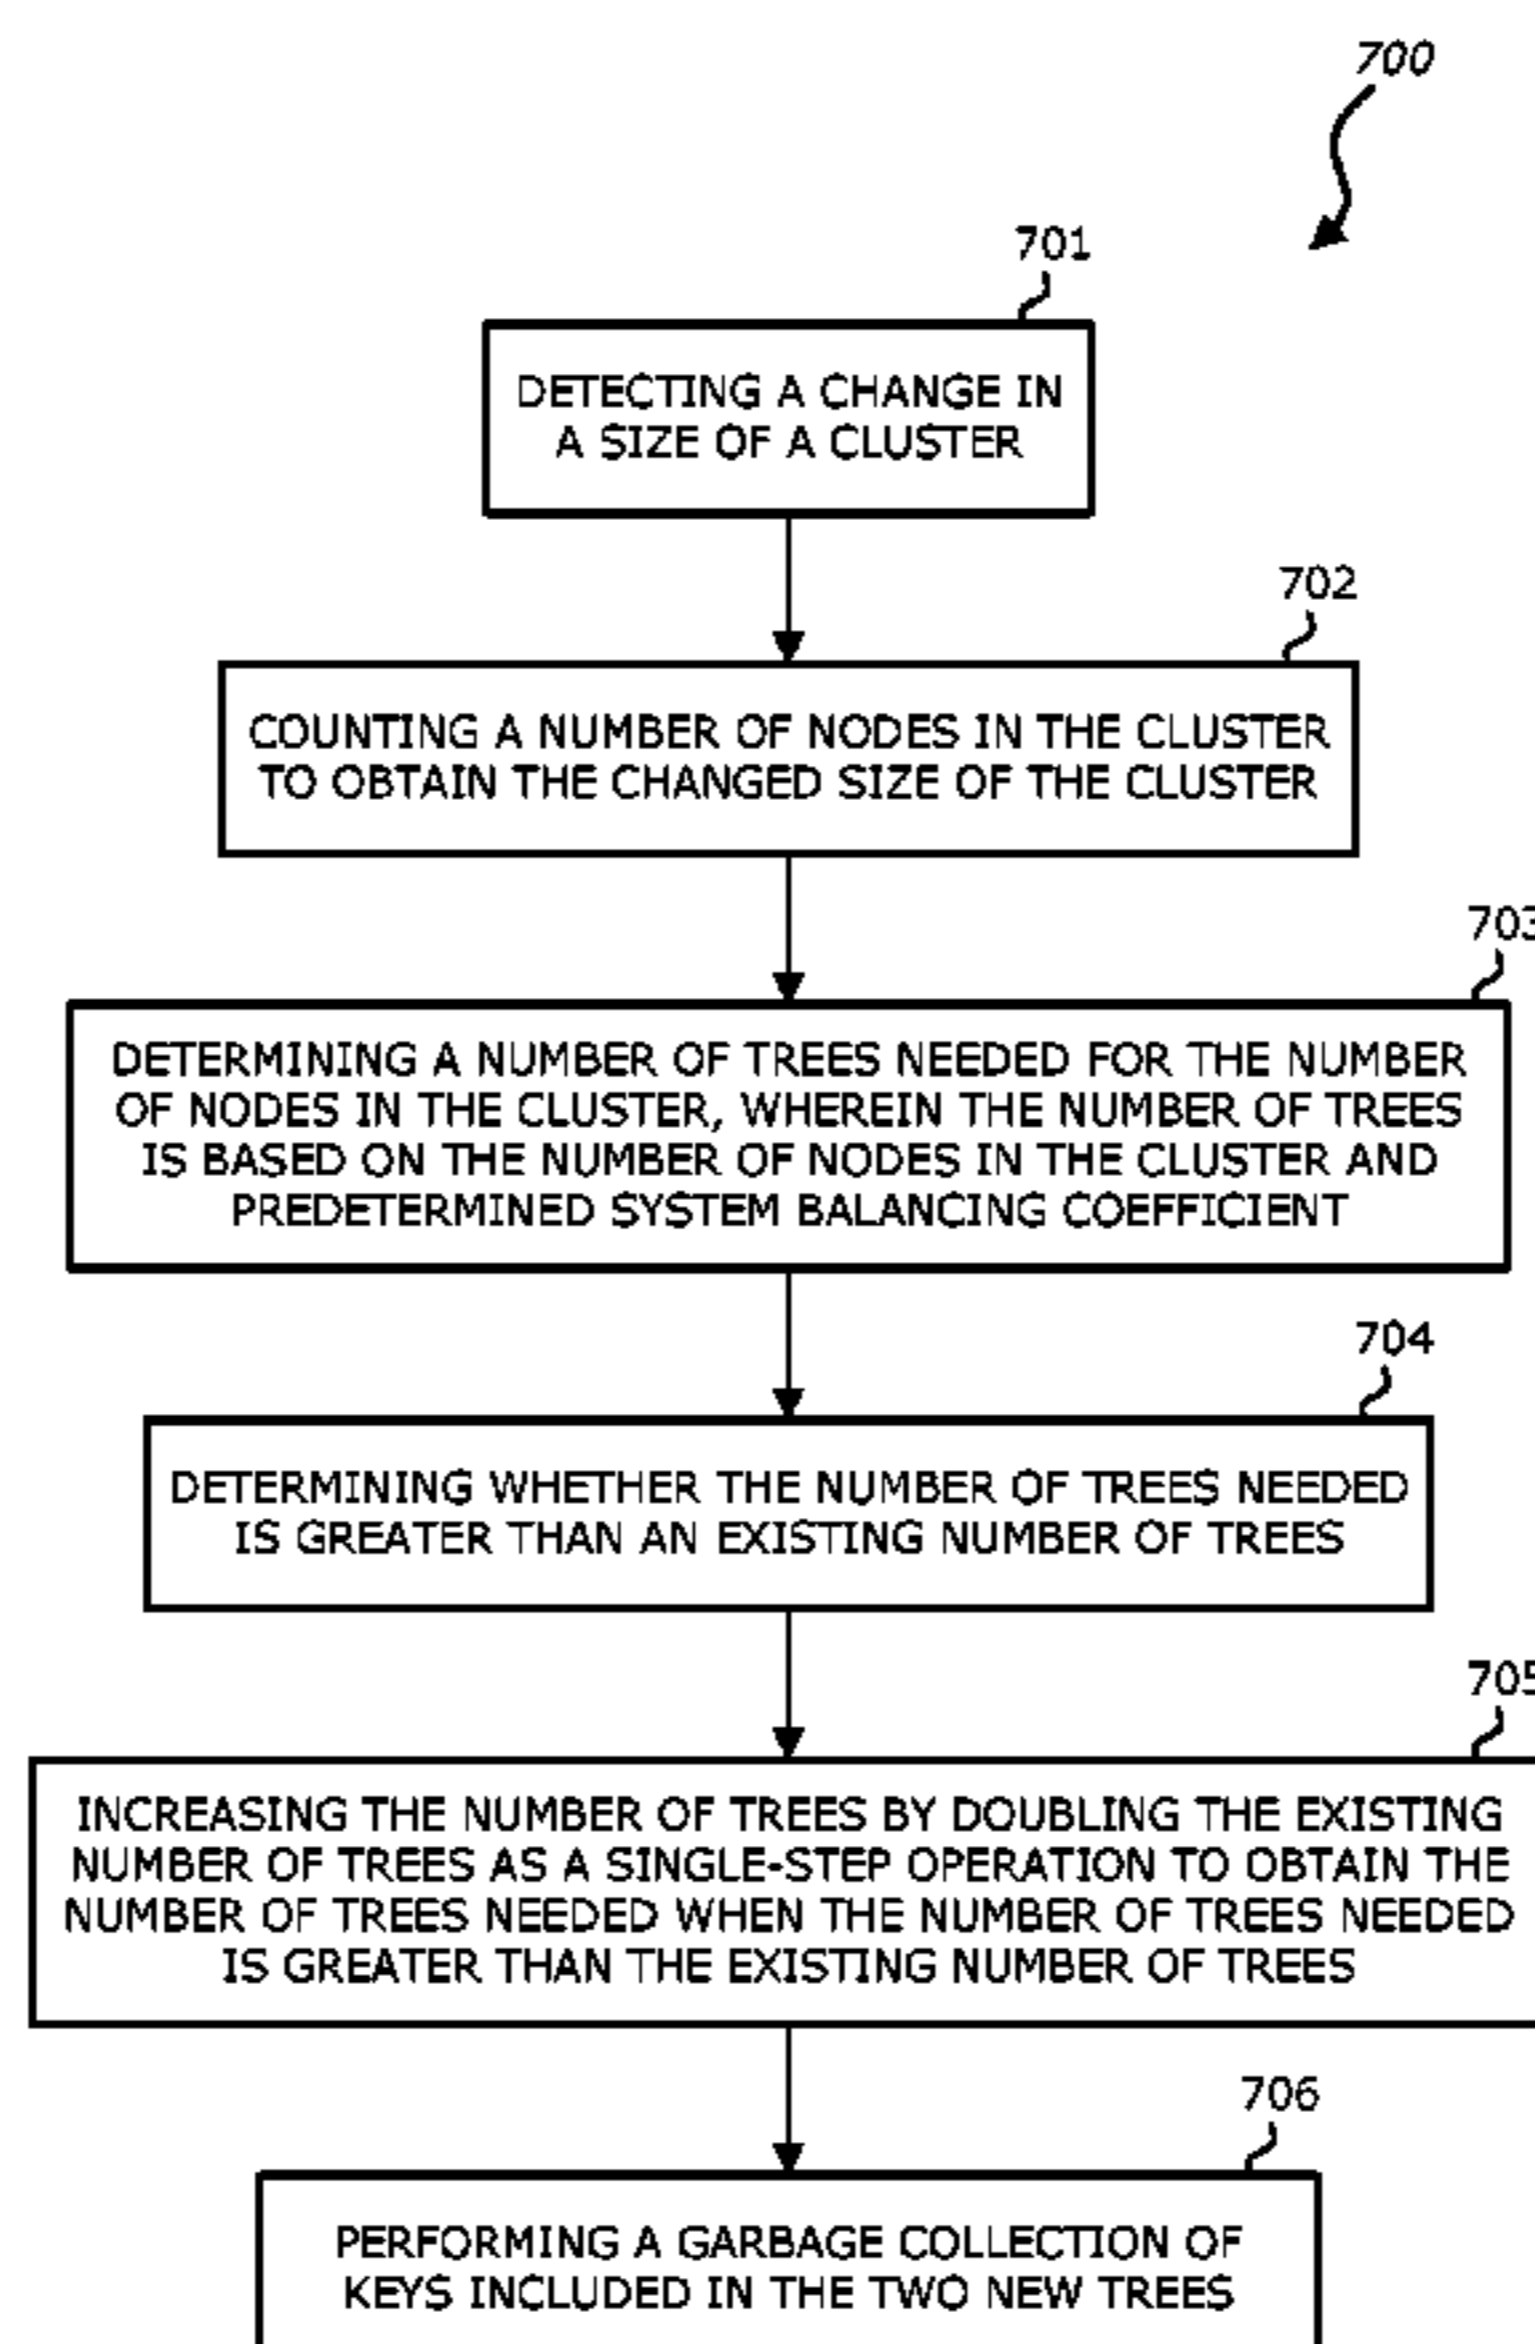 700
701
DETECTING A CHANGE IN
A SIZE OF A CLUSTER
702
COUNTING A NUMBER OF NODES IN THE CLUSTER
TO OBTAIN THE CHANGED SIZE OF THE CLUSTER
703
DETERMINING A NUMBER OF TREES NEEDED FOR THE NUMBER
OF NODES IN THE CLUSTER, WHEREIN THE NUMBER OF TREES
IS BASED ON THE NUMBER OF NODES IN THE CLUSTER AND
PREDETERMINED SYSTEM BALANCING COEFFICIENT
704
DETERMINING WHETHER THE NUMBER OF TREES NEEDED
IS GREATER THAN AN EXISTING NUMBER OF TREES
705
INCREASING THE NUMBER OF TREES BY DOUBLING THE EXISTING
NUMBER OF TREES AS A SINGLE-STEP OPERATION TO OBTAIN THE
NUMBER OF TREES NEEDED WHEN THE NUMBER OF TREES NEEDED
IS GREATER THAN THE EXISTING NUMBER OF TREES
706
PERFORMING A GARBAGE COLLECTION OF
KEYS INCLUDED IN THE TWO NEW TREES